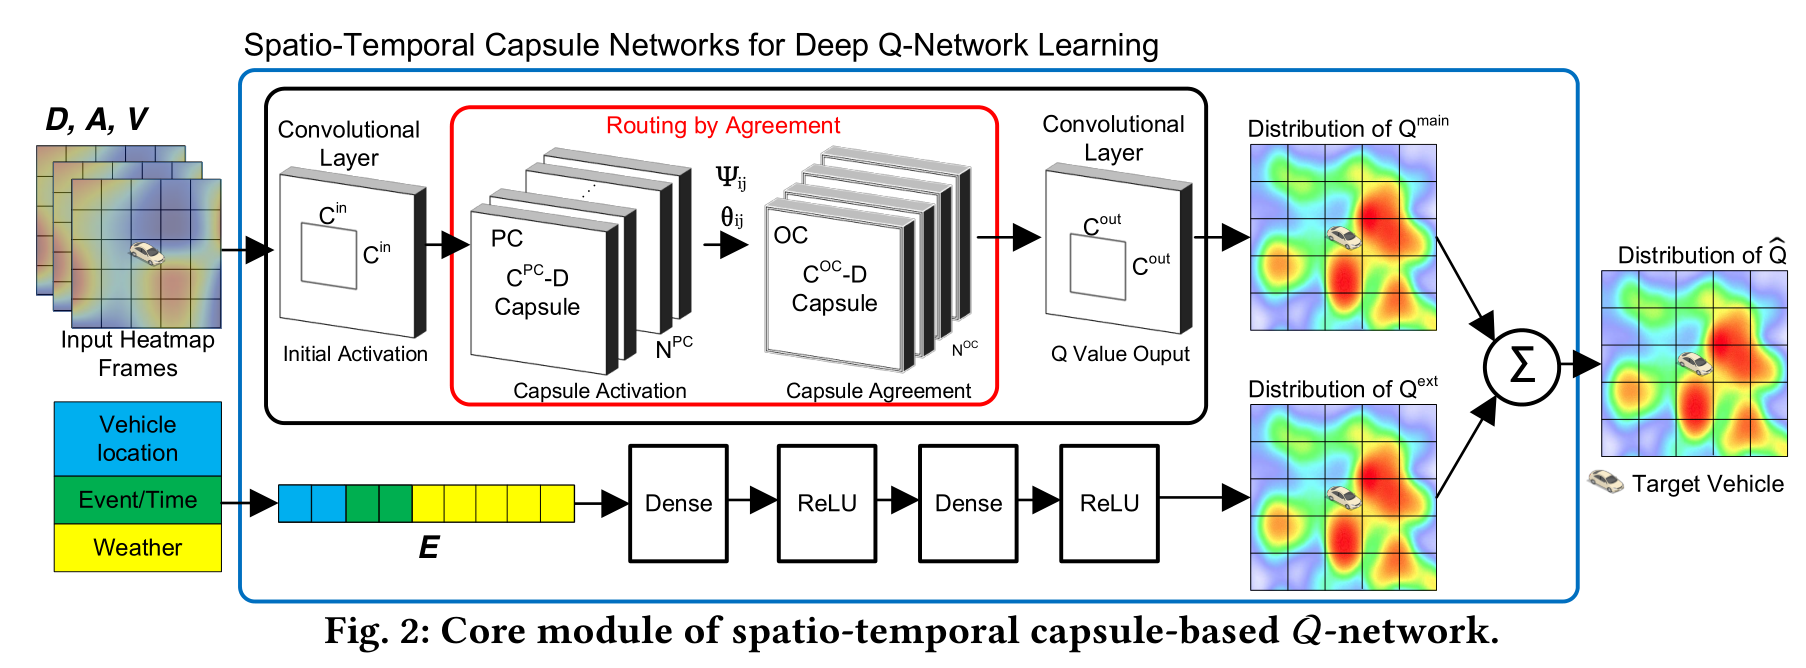 Spatio-Temporal Capsule Networks for Deep Q-Network Learning
D, A, V
Input Heatmap
Frames
Convolutional
Layer
C^in
C^in
Initial Activation
Routing by Agreement
PC
C^PC-D
Capsule
N^PC
Capsule Activation
Ψij
θij
OC
C^OC-D
Capsule
N^OC
Capsule Agreement
Convolutional
Layer
C^out
C^out
Q Value Ouput
Distribution of Q^main
Distribution of Q^ext
Σ
Distribution of Q̂
Target Vehicle
Vehicle
location
Event/Time
Weather
E
Dense
ReLU
Dense
ReLU
Fig. 2: Core module of spatio-temporal capsule-based Q-network.